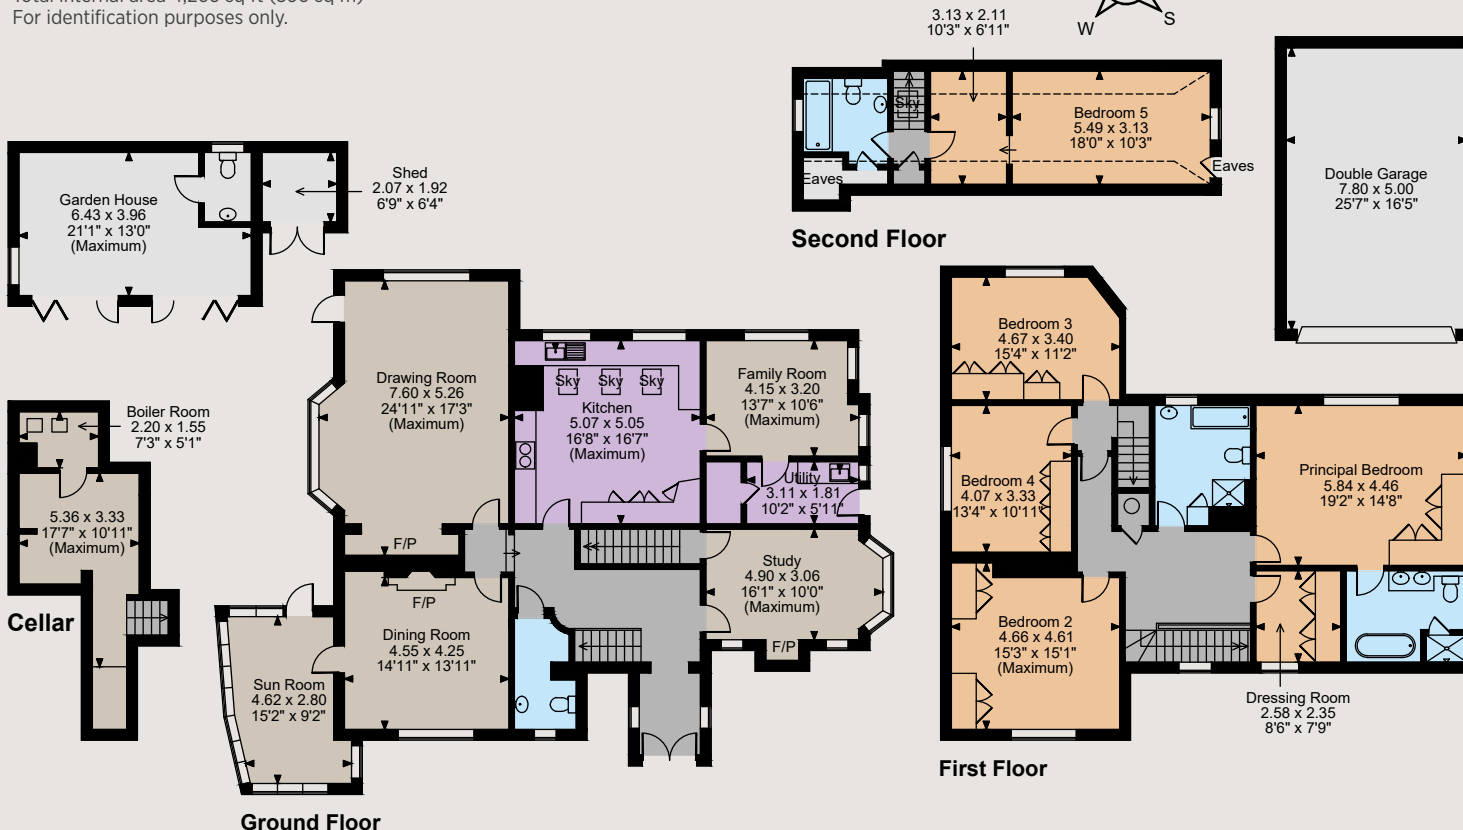 Total internal area sq ft sq m
For identification purposes only.
W
S
3.13 x 2.11
10'3" x 6'11"
Sky
Bedroom 5
5.49 x 3.13
18'0" x 10'3"
Eaves
Eaves
Second Floor
Double Garage
7.80 x 5.00
25'7" x 16'5"
Garden House
6.43 x 3.96
21'1" x 13'0"
(Maximum)
Shed
2.07 x 1.92
6'9" x 6'4"
Boiler Room
2.20 x 1.55
7'3" x 5'1"
5.36 x 3.33
17'7" x 10'11"
(Maximum)
Cellar
Drawing Room
7.60 x 5.26
24'11" x 17'3"
(Maximum)
F/P
Sky
Sky
Sky
Kitchen
5.07 x 5.05
16'8" x 16'7"
(Maximum)
Family Room
4.15 x 3.20
13'7" x 10'6"
(Maximum)
Utility
3.11 x 1.81
10'2" x 5'11"
Study
4.90 x 3.06
16'1" x 10'0"
(Maximum)
F/P
F/P
Dining Room
4.55 x 4.25
14'11" x 13'11"
Sun Room
4.62 x 2.80
15'2" x 9'2"
Ground Floor
Bedroom 3
4.67 x 3.40
15'4" x 11'2"
Bedroom 4
4.07 x 3.33
13'4" x 10'11"
Principal Bedroom
5.84 x 4.46
19'2" x 14'8"
Bedroom 2
4.66 x 4.61
15'3" x 15'1"
(Maximum)
Dressing Room
2.58 x 2.35
8'6" x 7'9"
First Floor